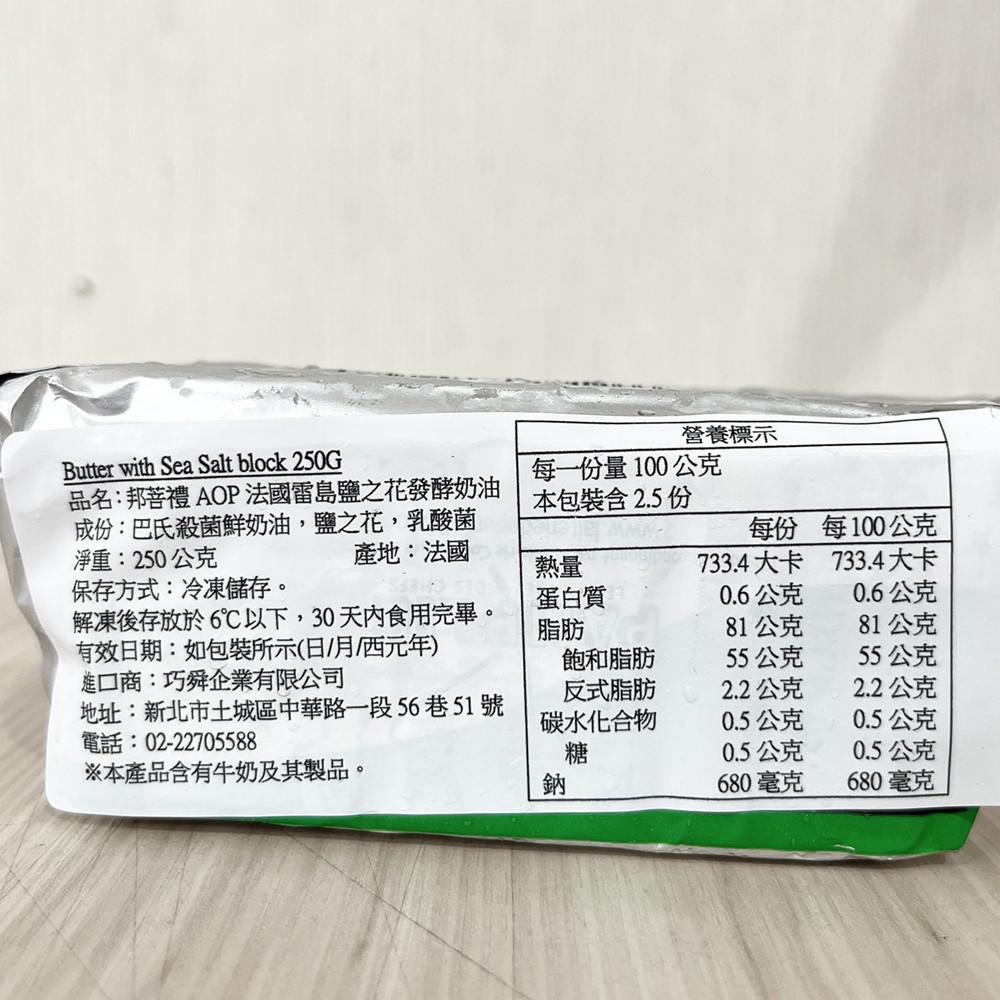 Butter with Sea Salt block 250G
品名：邦菩禮 AOP 法國雷島鹽之花發酵奶油
成份：巴氏殺菌鮮奶油，鹽之花，乳酸菌
淨重：250 公克 產地：法國
保存方式：冷凍儲存。
解凍後存放於 6℃以下，30 天內食用完畢。
有效日期：如包裝所示(日/月/西元年)
進口商：巧舜企業有限公司
地址：新北市土城區中華路一段 56 巷 51 號
電話：02-22705588
※本產品含有牛奶及其製品。
營養標示
每一份量 100 公克
本包裝含 2.5 份
每份 每 100 公克
熱量 733.4 大卡 733.4 大卡
蛋白質 0.6 公克 0.6 公克
脂肪 81 公克 81 公克
飽和脂肪 55 公克 55 公克
反式脂肪 2.2 公克 2.2 公克
碳水化合物 0.5 公克 0.5 公克
糖 0.5 公克 0.5 公克
鈉 680 毫克 680 毫克